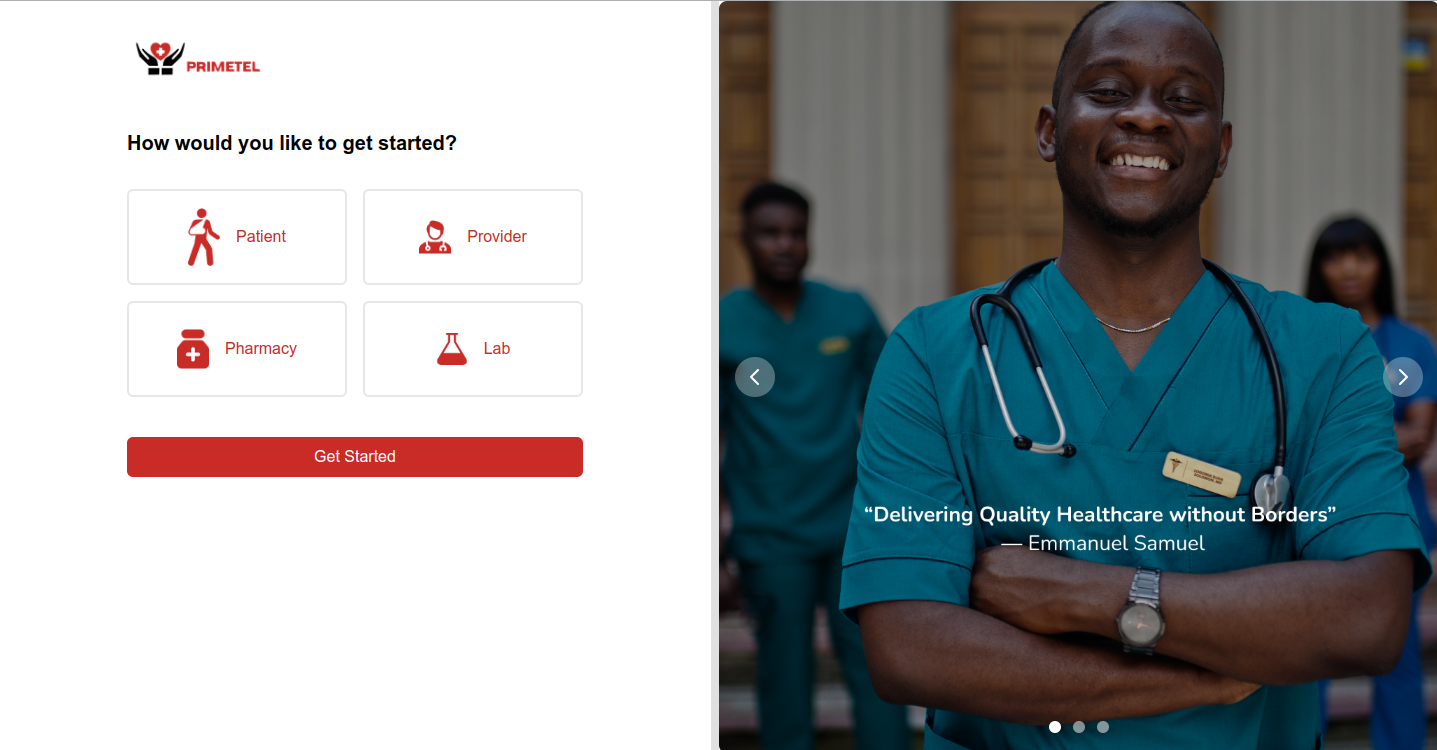 PRIMETEL
How would you like to get started?
Patient
Provider
Pharmacy
Lab
Get Started
“Delivering Quality Healthcare without Borders”
— Emmanuel Samuel